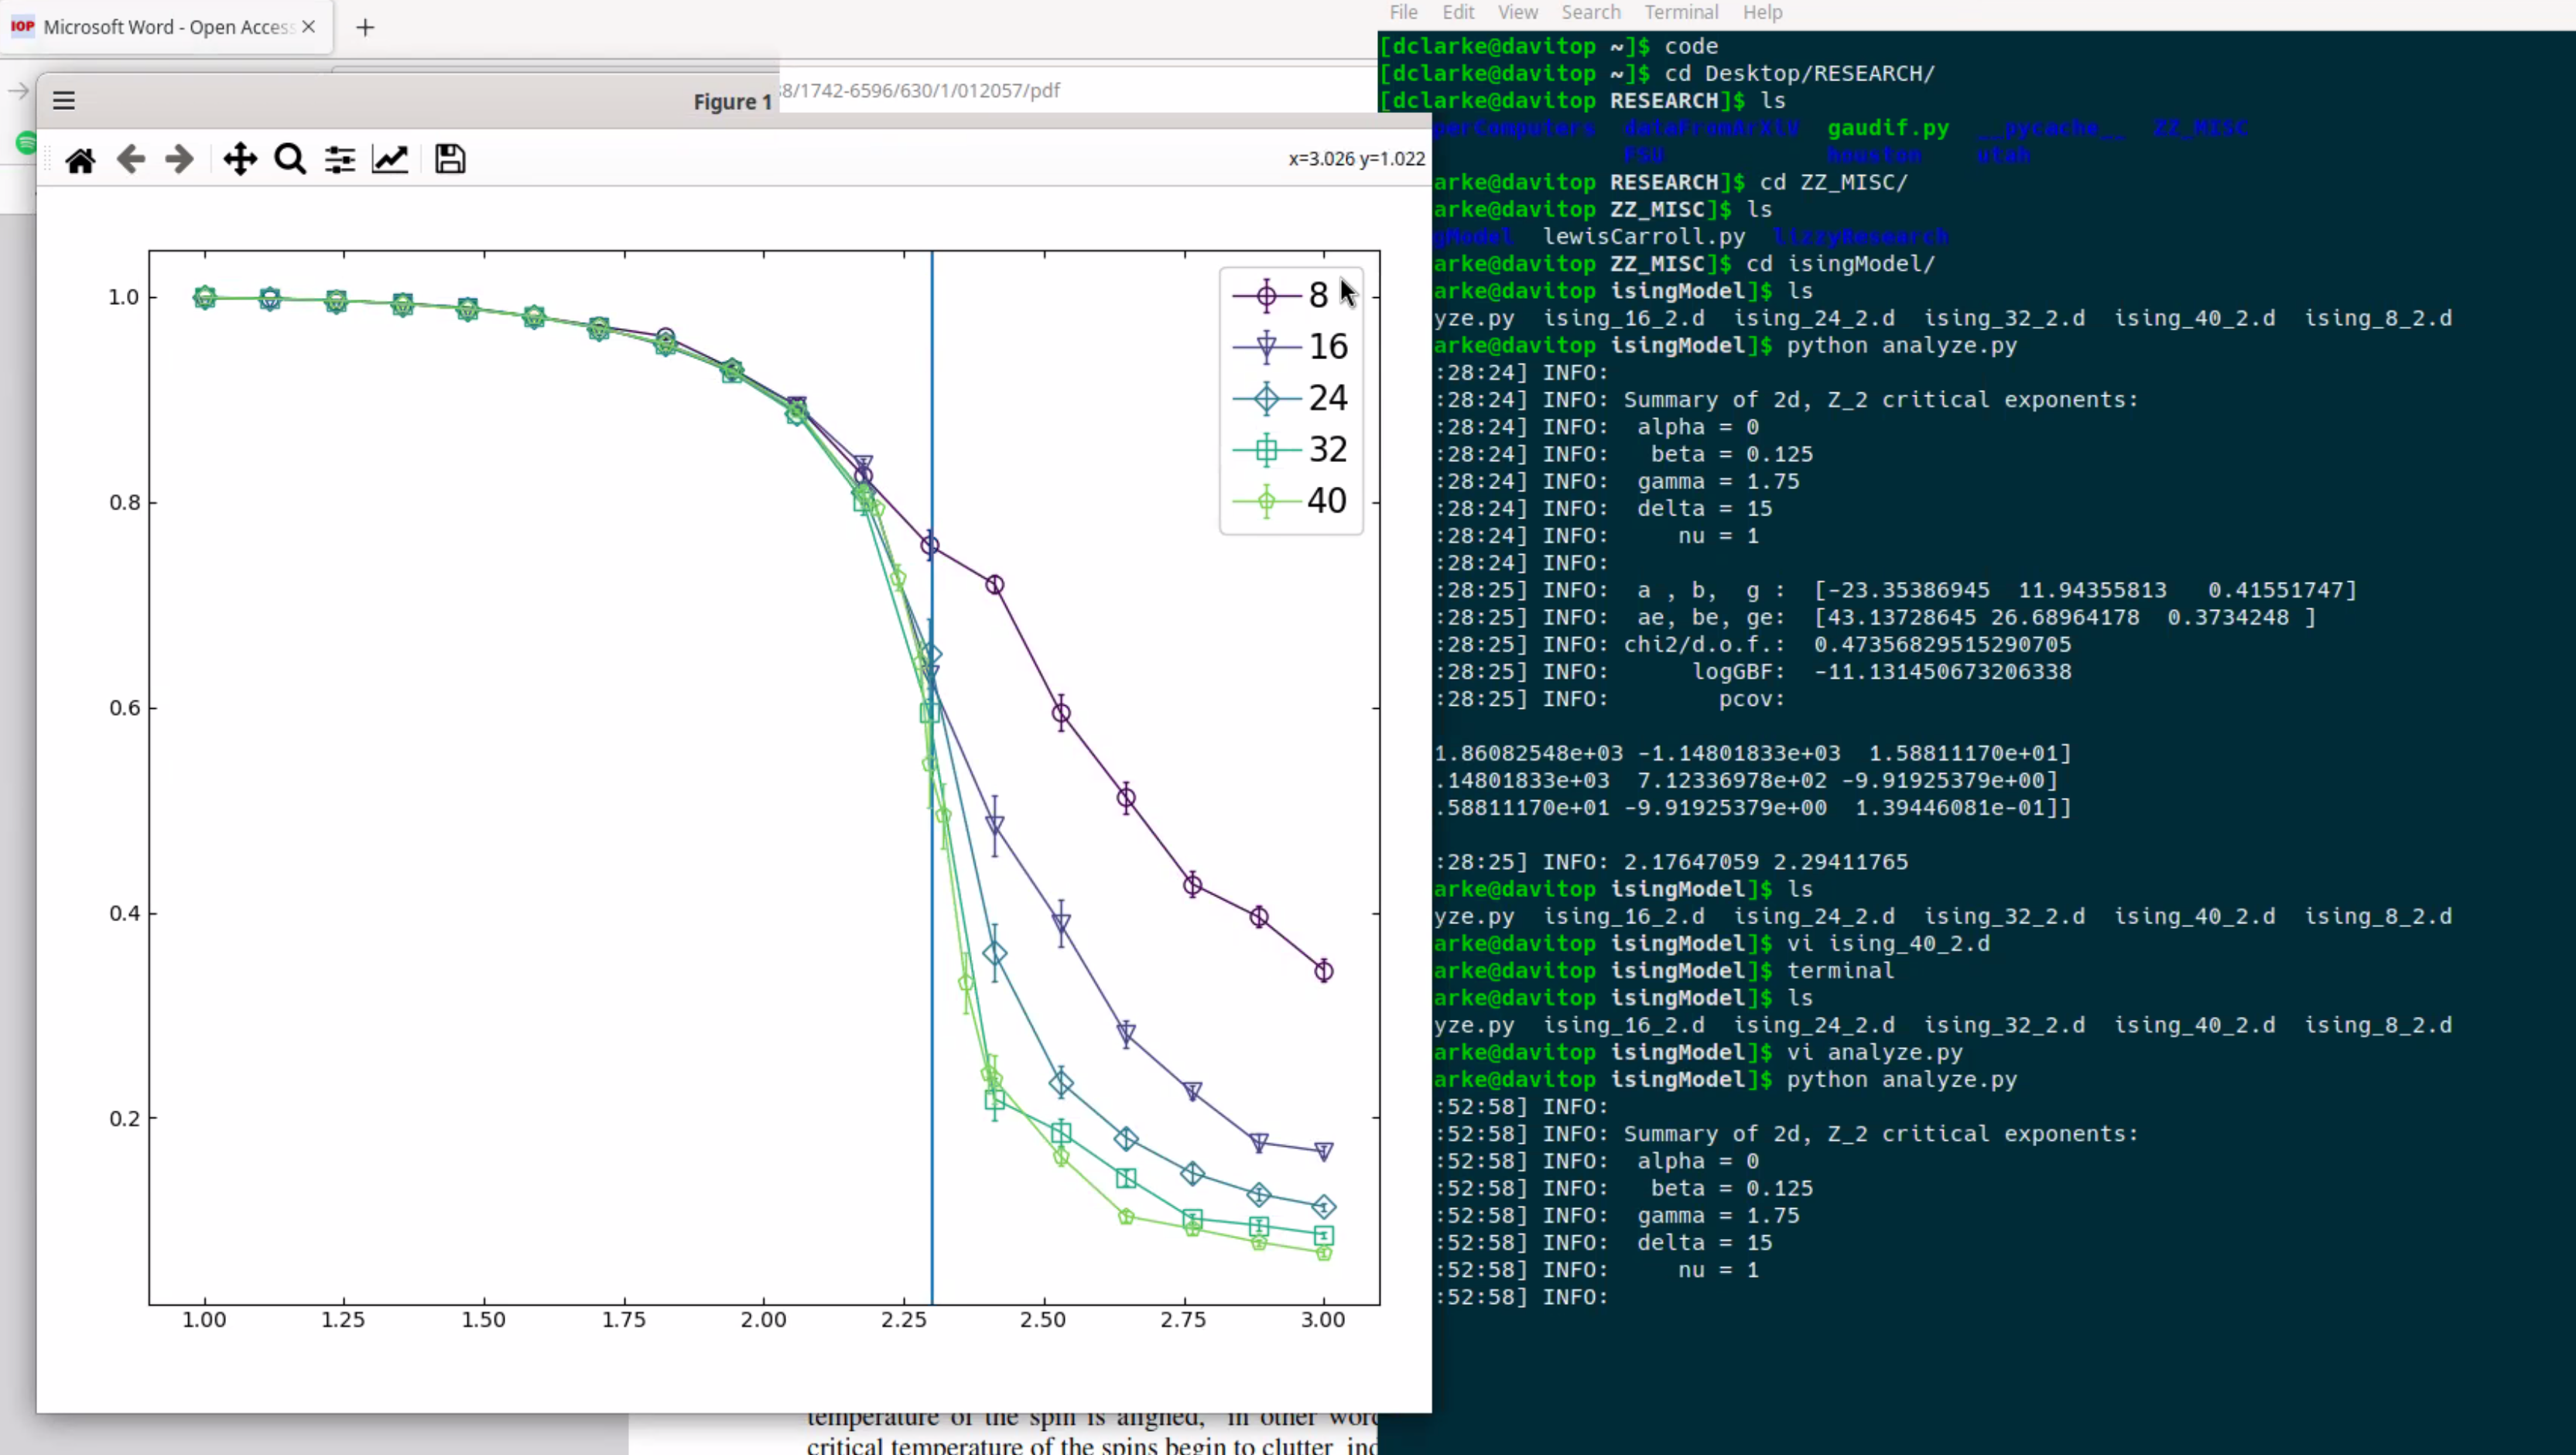 IOP Microsoft Word - Open Access
8/1742-6596/630/1/012057/pdf
Figure 1
x=3.026 y=1.022
1.0
0.8
0.6
0.4
0.2
1.00 1.25 1.50 1.75 2.00 2.25 2.50 2.75 3.00
8
16
24
32
40
temperature of the spin is aligned, in other
critical temperature of the spins begin to clutter, ind
File Edit View Search Terminal Help
[dclarke@davitop ~]$ code
[dclarke@davitop ~]$ cd Desktop/RESEARCH/
[dclarke@davitop RESEARCH]$ ls
perComputers dataFromArXiV gaudif.py __pycache__ ZZ_MISC
PSU houston utah
arke@davitop RESEARCH]$ cd ZZ_MISC/
arke@davitop ZZ_MISC]$ ls
gModel lewisCarroll.py lizzyResearch
arke@davitop ZZ_MISC]$ cd isingModel/
arke@davitop isingModel]$ ls
yze.py ising_16_2.d ising_24_2.d ising_32_2.d ising_40_2.d ising_8_2.d
arke@davitop isingModel]$ python analyze.py
:28:24] INFO:
:28:24] INFO: Summary of 2d, Z_2 critical exponents:
:28:24] INFO: alpha = 0
:28:24] INFO: beta = 0.125
:28:24] INFO: gamma = 1.75
:28:24] INFO: delta = 15
:28:24] INFO: nu = 1
:28:24] INFO:
:28:25] INFO: a , b, g : [-23.35386945 11.94355813 0.41551747]
:28:25] INFO: ae, be, ge: [43.13728645 26.68964178 0.3734248 ]
:28:25] INFO: chi2/d.o.f.: 0.47356829515290705
:28:25] INFO: logGBF: -11.131450673206338
:28:25] INFO: pcov:
1.86082548e+03 -1.14801833e+03 1.58811170e+01]
.14801833e+03 7.12336978e+02 -9.91925379e+00]
.58811170e+01 -9.91925379e+00 1.39446081e-01]]
:28:25] INFO: 2.17647059 2.29411765
arke@davitop isingModel]$ ls
yze.py ising_16_2.d ising_24_2.d ising_32_2.d ising_40_2.d ising_8_2.d
arke@davitop isingModel]$ vi ising_40_2.d
arke@davitop isingModel]$ terminal
arke@davitop isingModel]$ ls
yze.py ising_16_2.d ising_24_2.d ising_32_2.d ising_40_2.d ising_8_2.d
arke@davitop isingModel]$ vi analyze.py
arke@davitop isingModel]$ python analyze.py
:52:58] INFO:
:52:58] INFO: Summary of 2d, Z_2 critical exponents:
:52:58] INFO: alpha = 0
:52:58] INFO: beta = 0.125
:52:58] INFO: gamma = 1.75
:52:58] INFO: delta = 15
:52:58] INFO: nu = 1
:52:58] INFO: